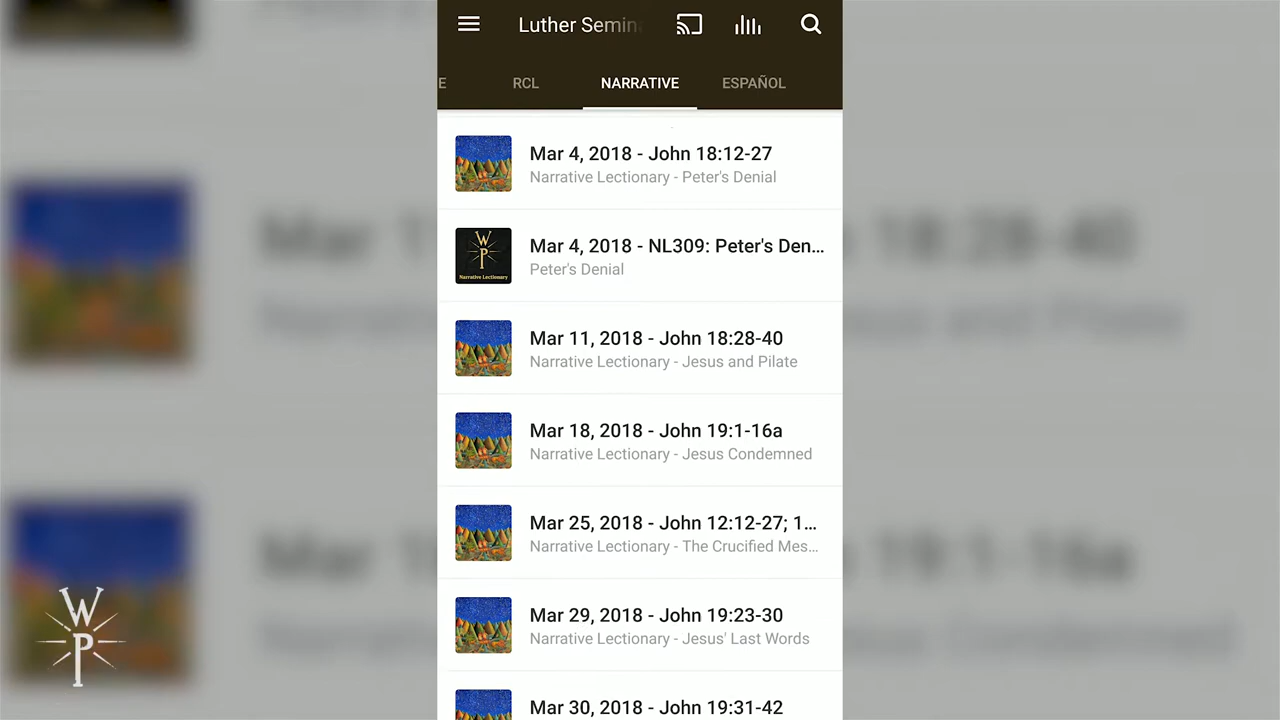 Luther Semin
E
RCL
NARRATIVE
ESPAÑOL
Mar 4, 2018 - John 18:12-27
Narrative Lectionary - Peter's Denial
WP
Narrative Lectionary
Mar 4, 2018 - NL309: Peter's Den...
Peter's Denial
Mar 11, 2018 - John 18:28-40
Narrative Lectionary - Jesus and Pilate
Mar 18, 2018 - John 19:1-16a
Narrative Lectionary - Jesus Condemned
Mar 25, 2018 - John 12:12-27; 1...
Narrative Lectionary - The Crucified Mes...
Mar 29, 2018 - John 19:23-30
Narrative Lectionary - Jesus' Last Words
Mar 30, 2018 - John 19:31-42
WP